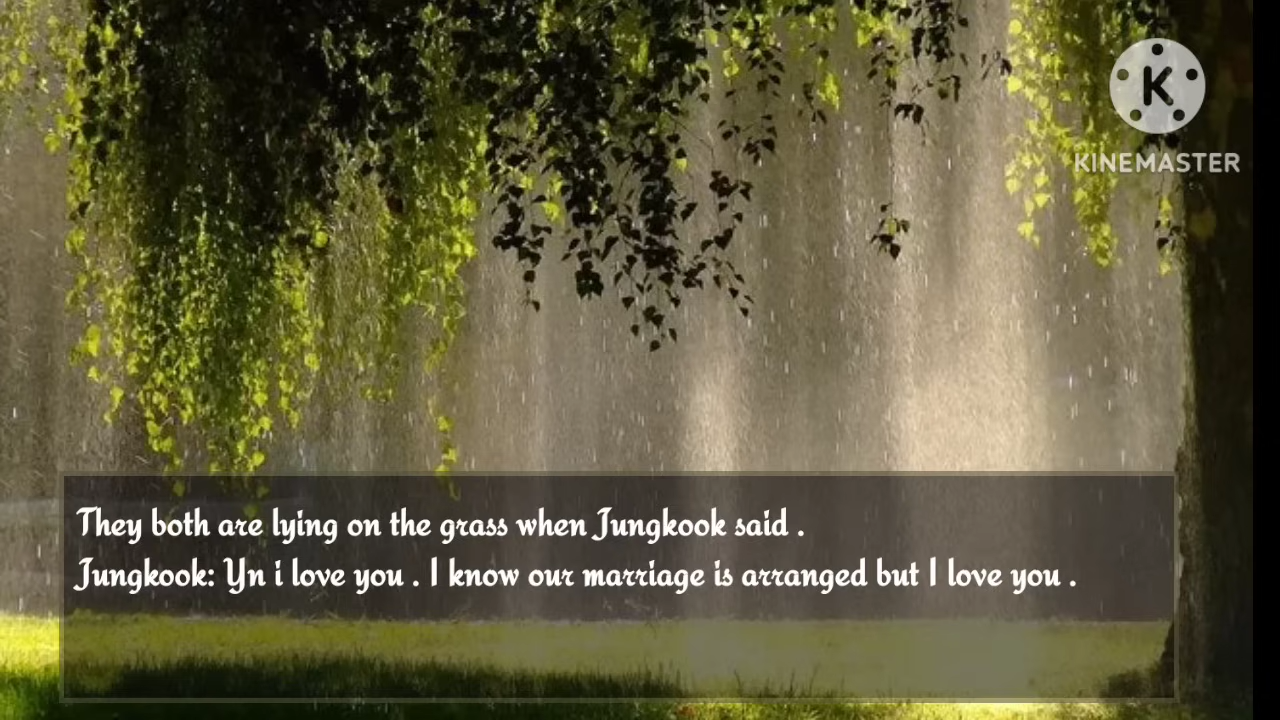 K
KINEMASTER
They both are lying on the grass when Jungkook said .
Jungkook: Yn i love you . I know our marriage is arranged but I love you .